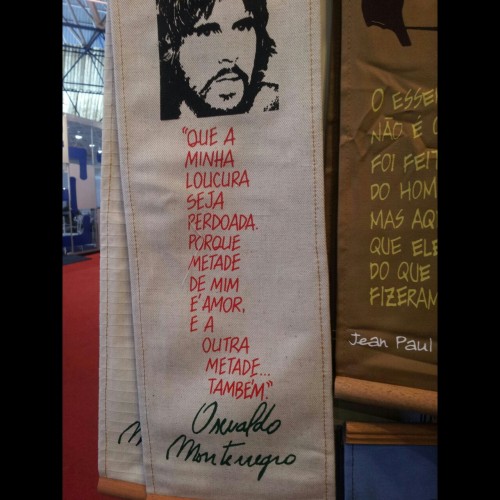 "QUE A
MINHA
LOUCURA
SEJA
PERDOADA.
PORQUE
METADE
DE MIM
É AMOR,
E A
OUTRA
METADE...
TAMBÉM."
Oswaldo
Montenegro
O
NÃO É O
FOI FEIT
DO HOM
MAS AQ
QUE ELE
DO QUE
FIZERAM
Jean Paul